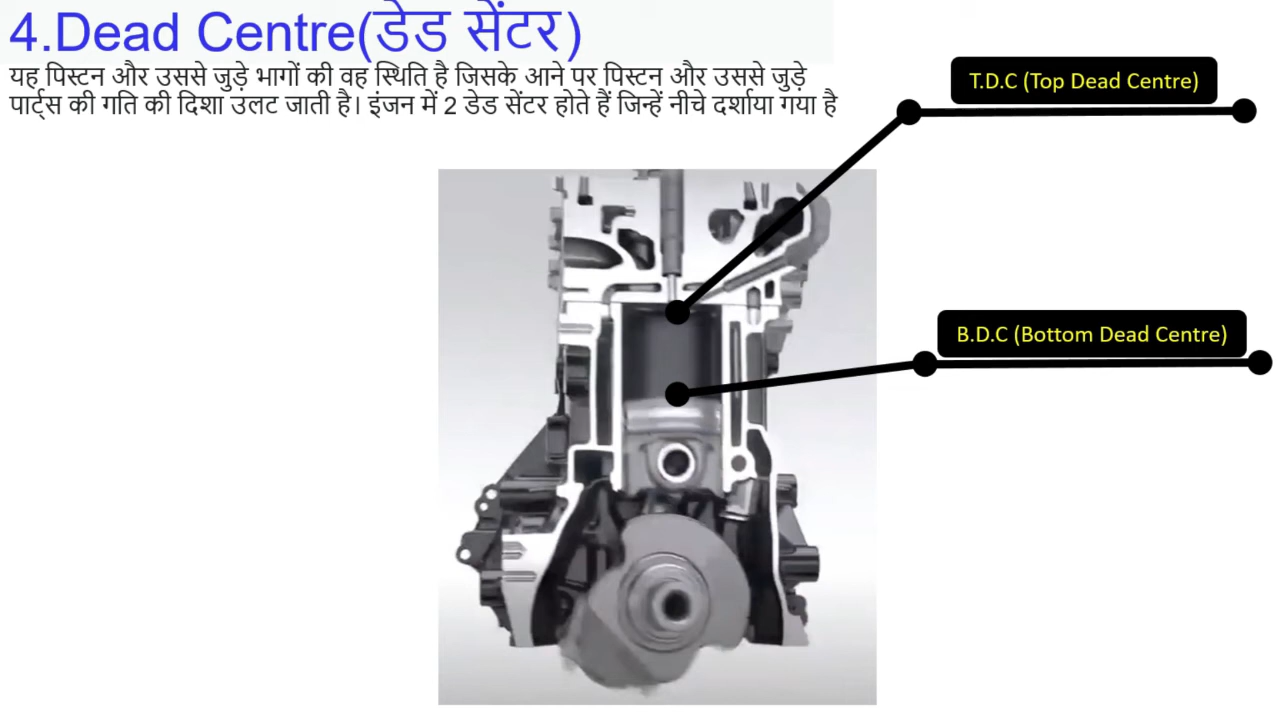 4.Dead Centre(डेड सेंटर)
यह पिस्टन और उससे जुड़े भागों की वह स्थिति है जिसके आने पर पिस्टन और उससे जुड़े
पार्ट्स की गति की दिशा उलट जाती है। इंजन में 2 डेड सेंटर होते हैं जिन्हें नीचे दर्शाया गया है
T.D.C (Top Dead Centre)
B.D.C (Bottom Dead Centre)